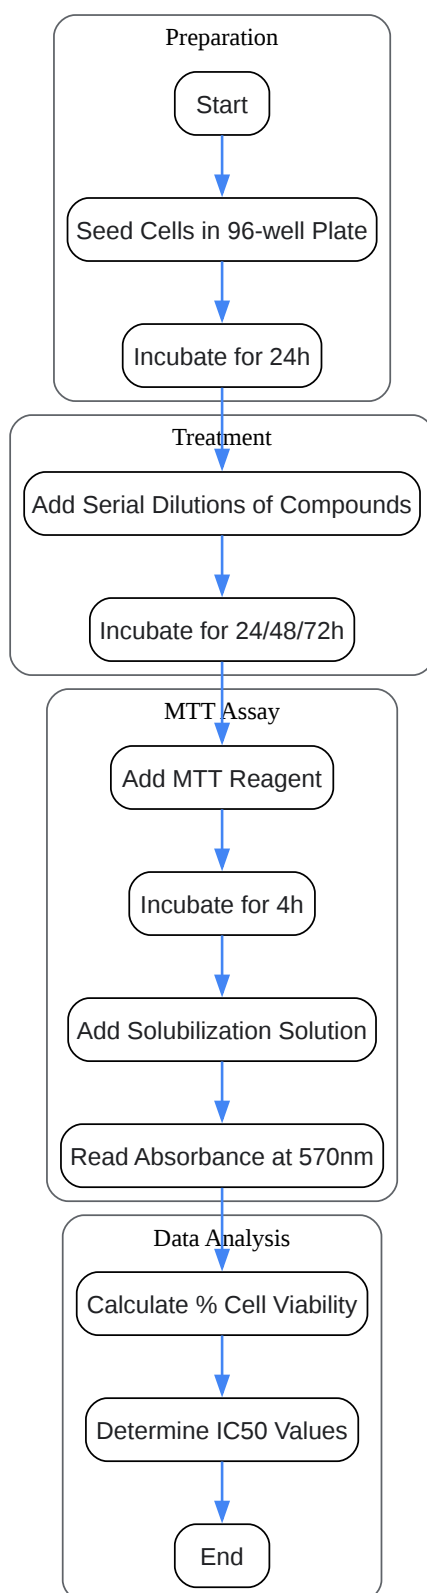 Preparation
Start
Seed Cells in 96-well Plate
Incubate for 24h
Treatment
Add Serial Dilutions of Compounds
Incubate for 24/48/72h
MTT Assay
Add MTT Reagent
Incubate for 4h
Add Solubilization Solution
Read Absorbance at 570nm
Data Analysis
Calculate % Cell Viability
Determine IC50 Values
End